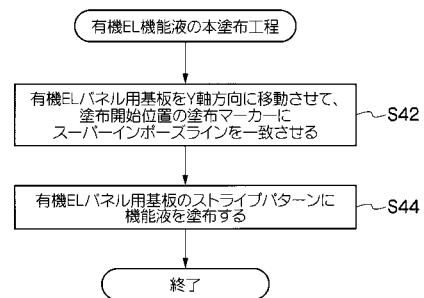 有機EL機能液の本塗布工程
有機ELパネル用基板をY軸方向に移動させて、
塗布開始位置の塗布マーカーに
スーパーインポーズラインを一致させる
S42
有機ELパネル用基板のストライプパターンに
機能液を塗布する
S44
終了